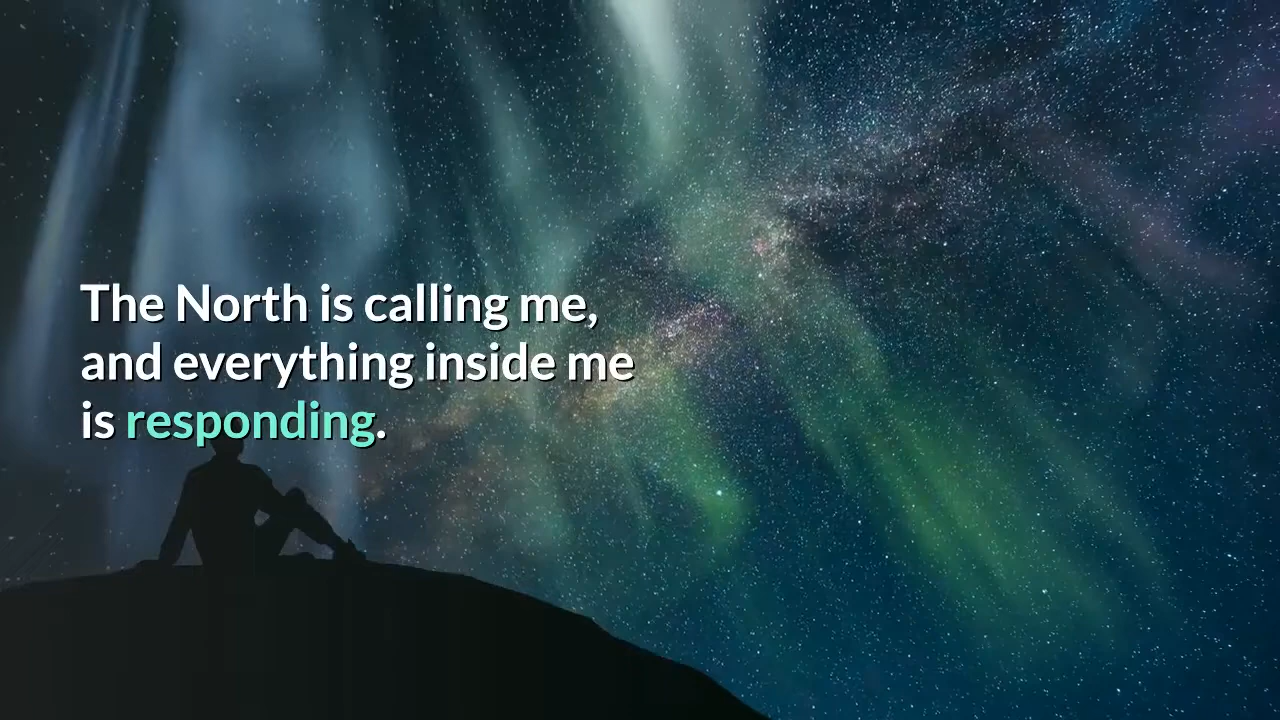 The North is calling me,
and everything inside me
is responding.